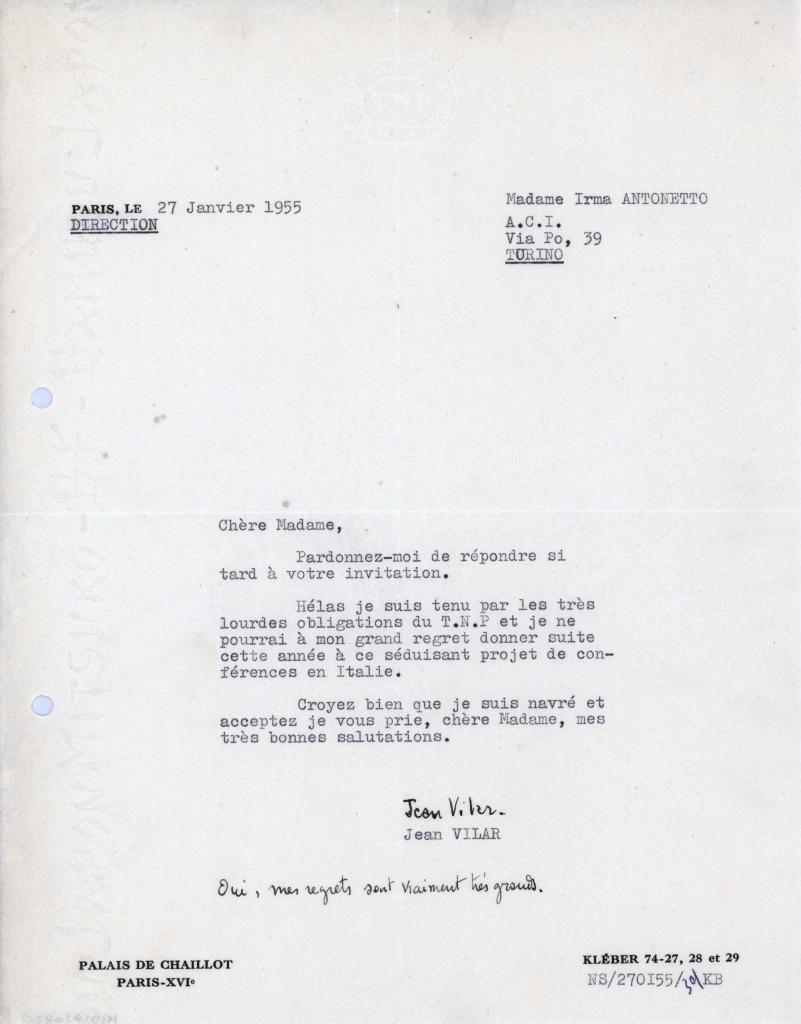 PARIS, LE 27 Janvier 1955
DIRECTION
Madame Irma ANTONETTO
A.C.I.
Via Po, 39
TURINO
Chère Madame,
Pardonnez-moi de répondre si
tard à votre invitation.
Hélas je suis tenu par les très
lourdes obligations du T.N.P et je ne
pourrai à mon grand regret donner suite
cette année à ce séduisant projet de con-
férences en Italie.
Croyez bien que je suis navré et
acceptez je vous prie, chère Madame, mes
très bonnes salutations.
Jean Vilar.
Jean VILAR
Oui, mes regrets sont vraiment très grands.
PALAIS DE CHAILLOT
PARIS-XVIe
KLÉBER 74-27, 28 et 29
NS/270155/ KB